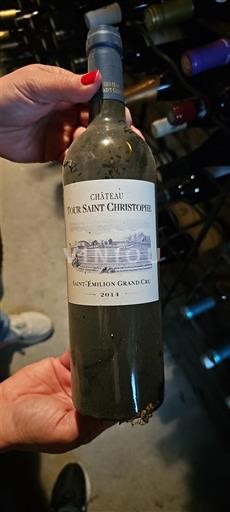 CHÂTEAU
TOUR SAINT CHRISTOPHE
SAINT-ÉMILION GRAND CRU
2014